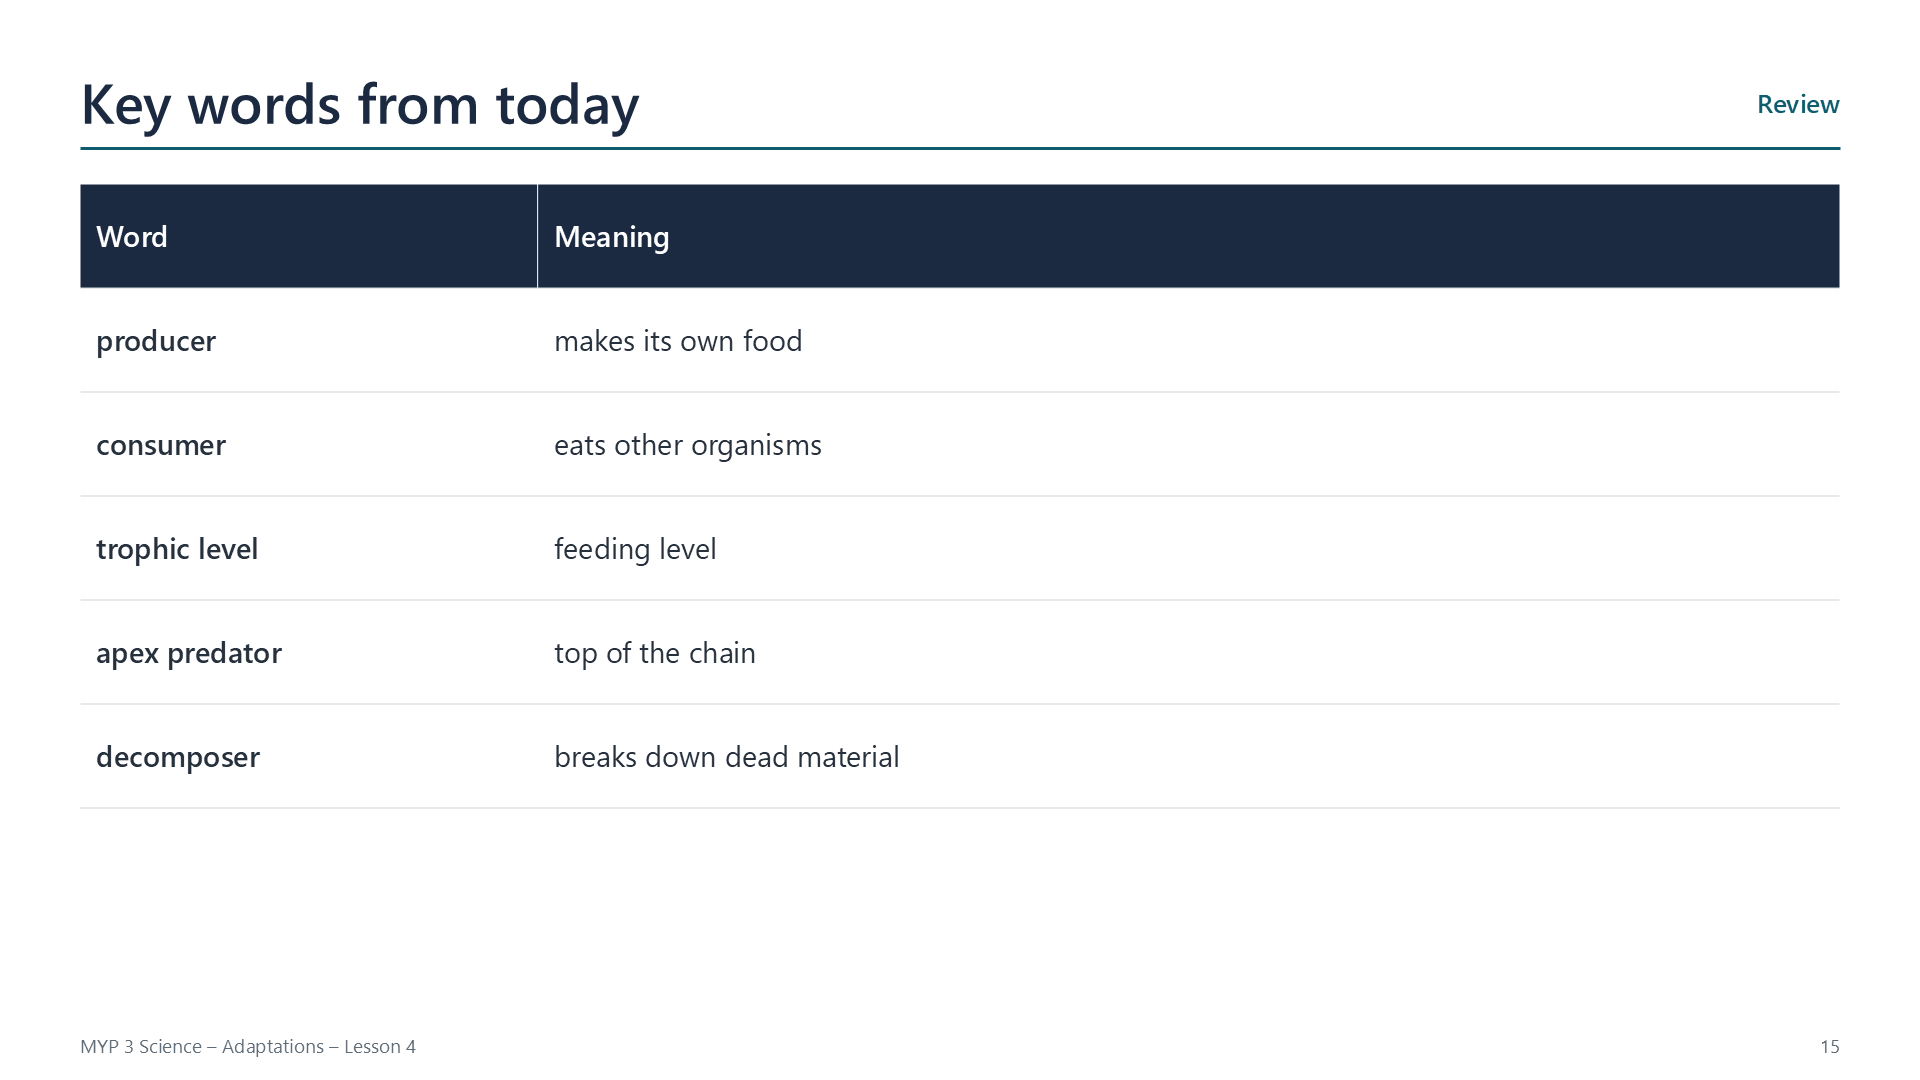 Key words from today
Review
Word Meaning
producer makes its own food
consumer eats other organisms
trophic level feeding level
apex predator top of the chain
decomposer breaks down dead material
MYP 3 Science – Adaptations – Lesson 4
15